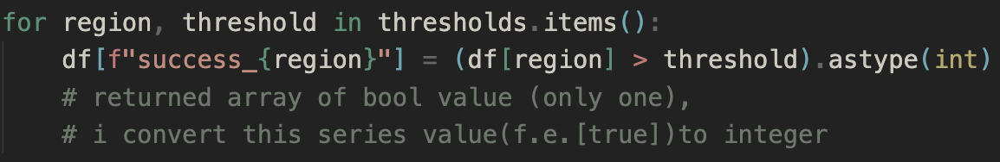 for region, threshold in thresholds.items():
    df[f"success_{region}"] = (df[region] > threshold).astype(int)
    # returned array of bool value (only one),
    # i convert this series value(f.e.[true])to integer